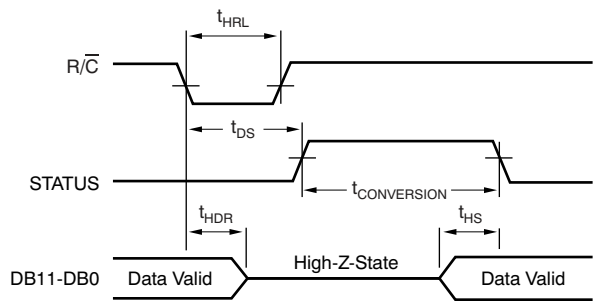 tHRL
R/C̅
tDS
STATUS
tCONVERSION
tHDR
tHS
DB11-DB0
Data Valid
High-Z-State
Data Valid